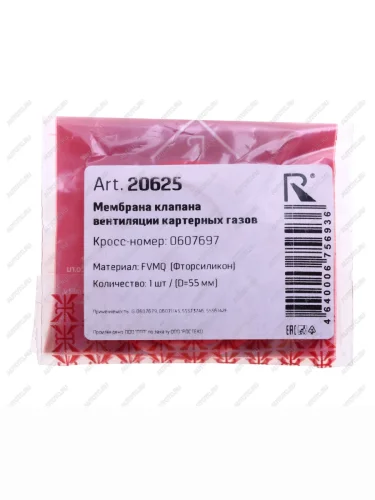 Art. 20625
Мембрана клапана
вентиляции картерных газов
Кросс-номер: 0607697
Материал: FVMQ (Фторсиликон)
Количество: 1 шт / (D=55 мм)
R
4 640006 756936
EAC